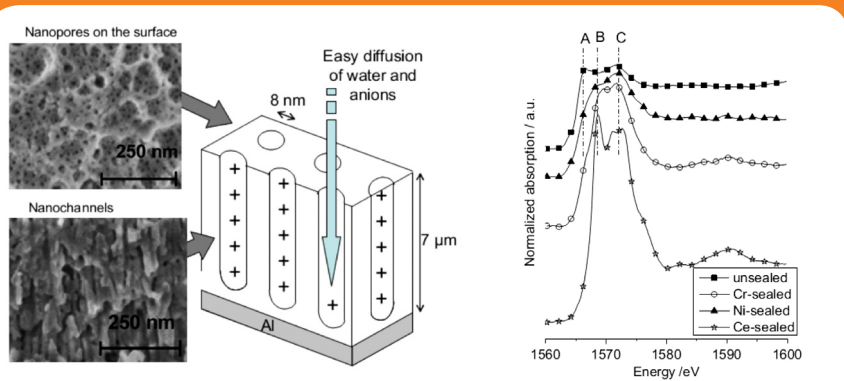 Nanopores on the surface
250 nm
Nanochannels
250 nm
8 nm
Easy diffusion
of water and
anions
+ + + +
+ + + +
+ + + +
+ + + +
+ + + +
7 µm
Al
A B C
Normalized absorption / a.u.
unsealed
Cr-sealed
Ni-sealed
Ce-sealed
1560 1570 1580 1590 1600
Energy /eV